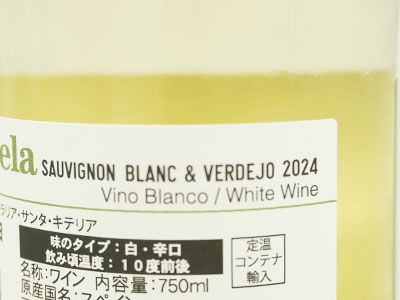 ela SAUVIGNON BLANC & VERDEJO 2024
Vino Blanco / White Wine
ラリア・サンタ・キテリア
味のタイプ：白・辛口
飲み頃温度：１０度前後
定温
コンテナ
輸入
名称：ワイン 内容量：750ml
原産国名：スペイン